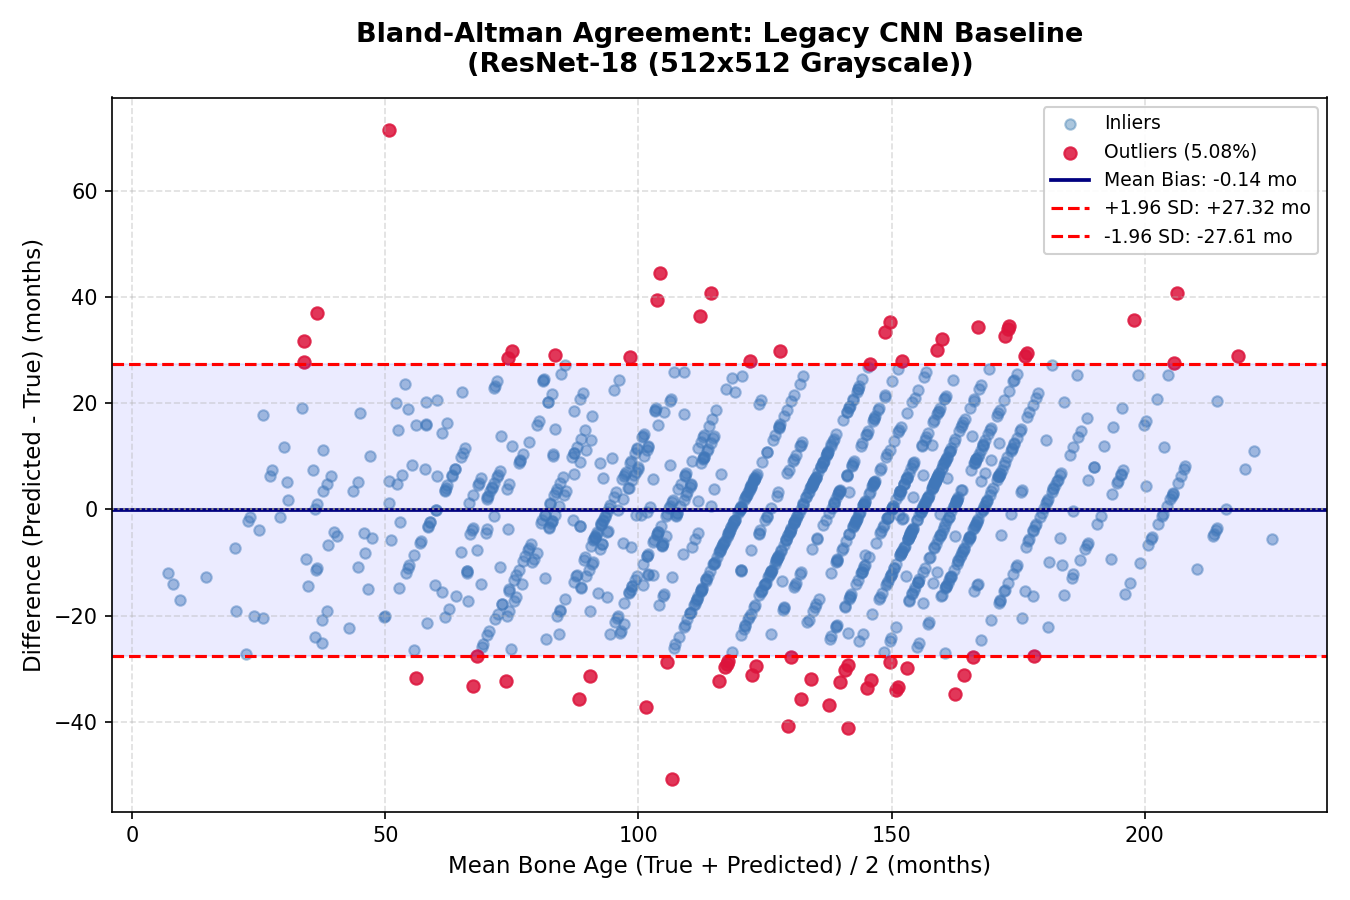 Bland-Altman Agreement: Legacy CNN Baseline
(ResNet-18 (512x512 Grayscale))
Difference (Predicted - True) (months)
60
40
20
0
−20
−40
Inliers
Outliers (5.08%)
Mean Bias: -0.14 mo
+1.96 SD: +27.32 mo
-1.96 SD: -27.61 mo
0 50 100 150 200
Mean Bone Age (True + Predicted) / 2 (months)